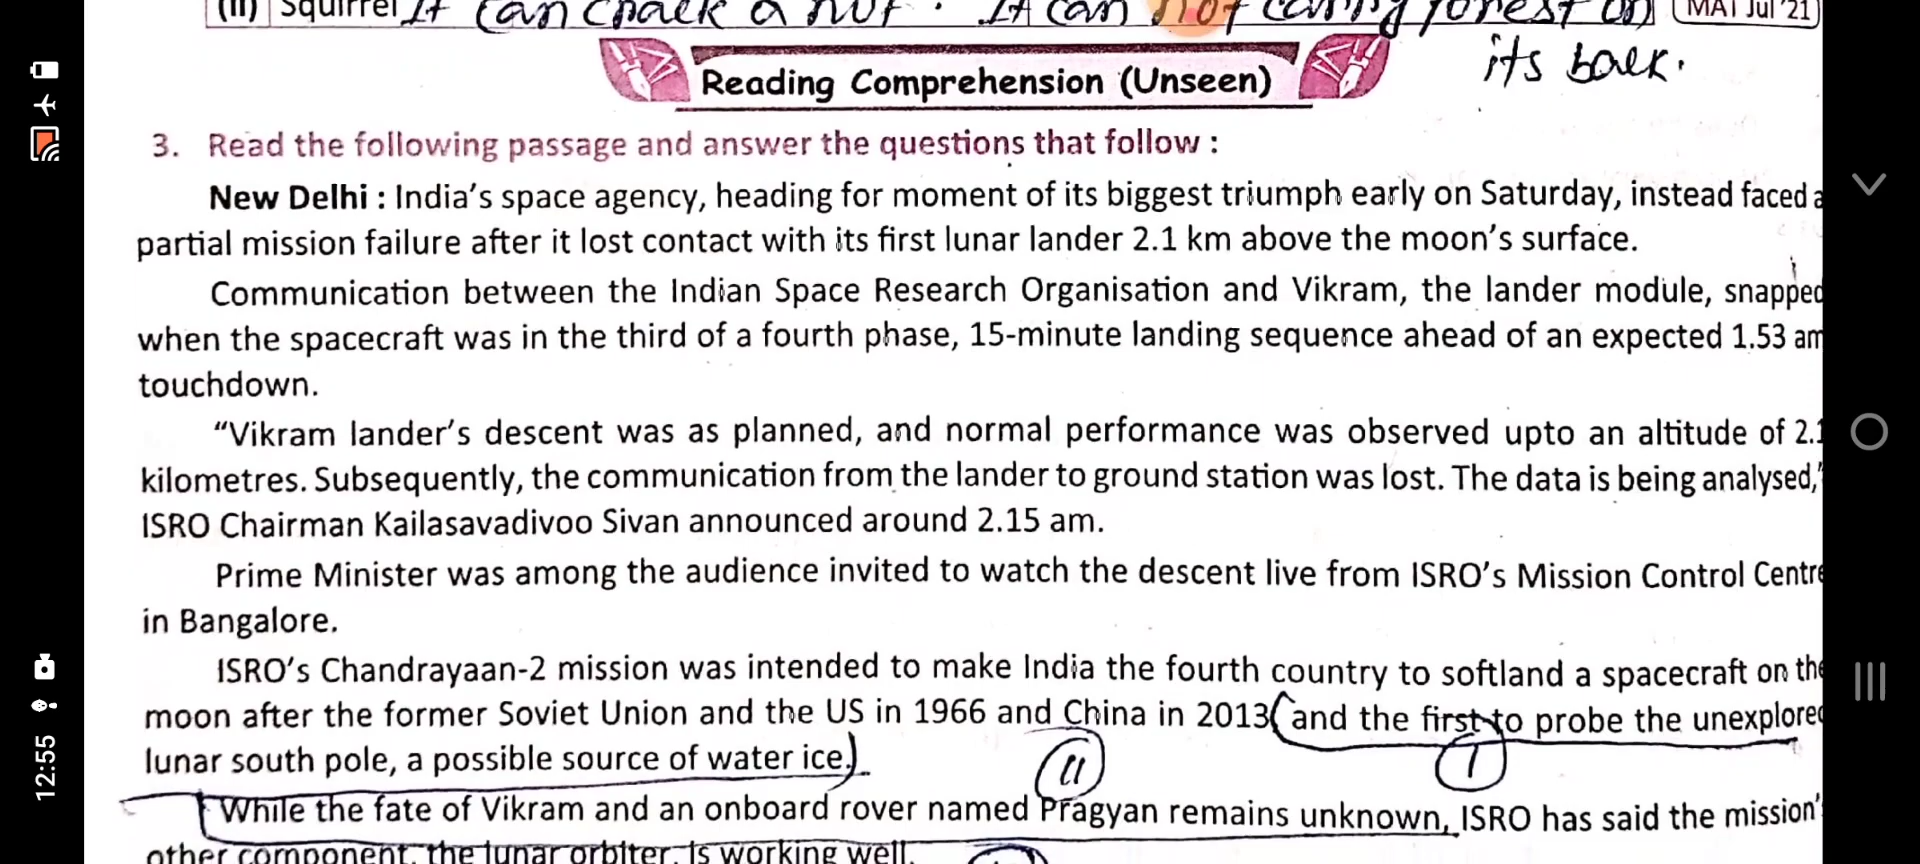 (ii) Squirrel It can crack a nut. It can not carry forest on MAT Jul '21
its back.
Reading Comprehension (Unseen)
3. Read the following passage and answer the questions that follow :
New Delhi : India's space agency, heading for moment of its biggest triumph early on Saturday, instead faced a
partial mission failure after it lost contact with its first lunar lander 2.1 km above the moon's surface.
Communication between the Indian Space Research Organisation and Vikram, the lander module, snapped
when the spacecraft was in the third of a fourth phase, 15-minute landing sequence ahead of an expected 1.53 am
touchdown.
"Vikram lander's descent was as planned, and normal performance was observed upto an altitude of 2.1
kilometres. Subsequently, the communication from the lander to ground station was lost. The data is being analysed,"
ISRO Chairman Kailasavadivoo Sivan announced around 2.15 am.
Prime Minister was among the audience invited to watch the descent live from ISRO's Mission Control Centre
in Bangalore.
ISRO's Chandrayaan-2 mission was intended to make India the fourth country to softland a spacecraft on the
moon after the former Soviet Union and the US in 1966 and China in 2013 (and the first to probe the unexplored
lunar south pole, a possible source of water ice.)
(ii) (i)
While the fate of Vikram and an onboard rover named Pragyan remains unknown, ISRO has said the mission's
other component, the lunar orbiter, is working well.
12:55